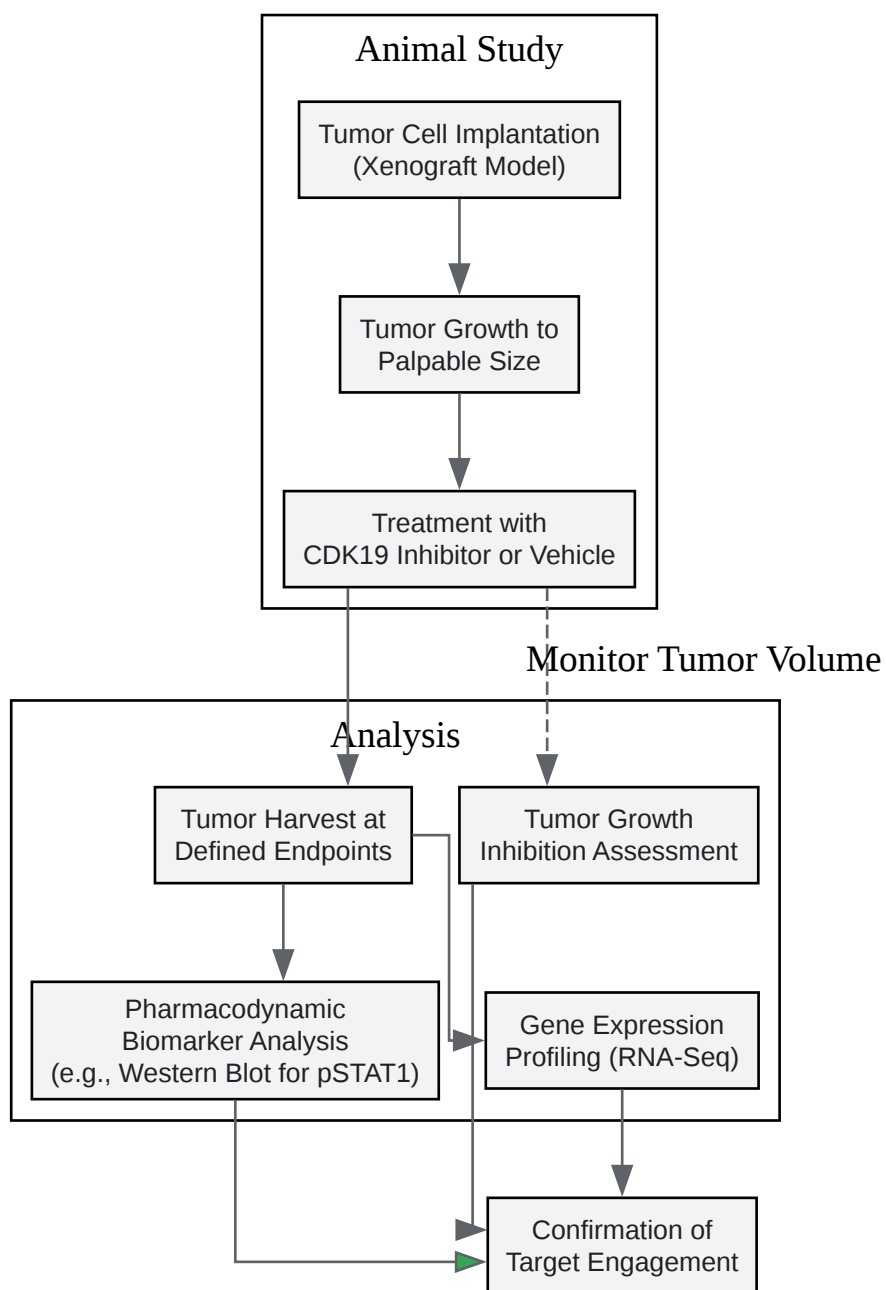 Animal Study
Tumor Cell Implantation
(Xenograft Model)
Tumor Growth to
Palpable Size
Treatment with
CDK19 Inhibitor or Vehicle
Monitor Tumor Volume
Analysis
Tumor Harvest at
Defined Endpoints
Tumor Growth
Inhibition Assessment
Pharmacodynamic
Biomarker Analysis
(e.g., Western Blot for pSTAT1)
Gene Expression
Profiling (RNA-Seq)
Confirmation of
Target Engagement